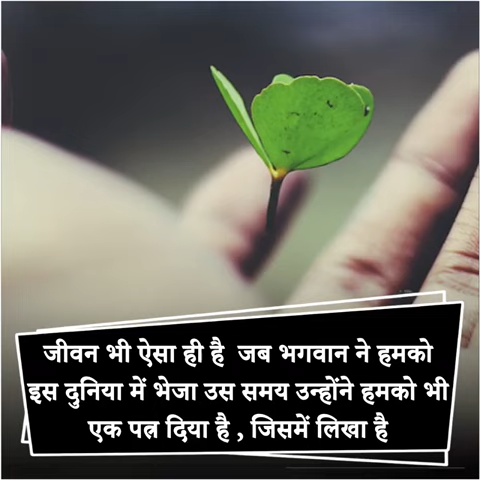 जीवन भी ऐसा ही है जब भगवान ने हमको
इस दुनिया में भेजा उस समय उन्होंने हमको भी
एक पत्र दिया है , जिसमें लिखा है